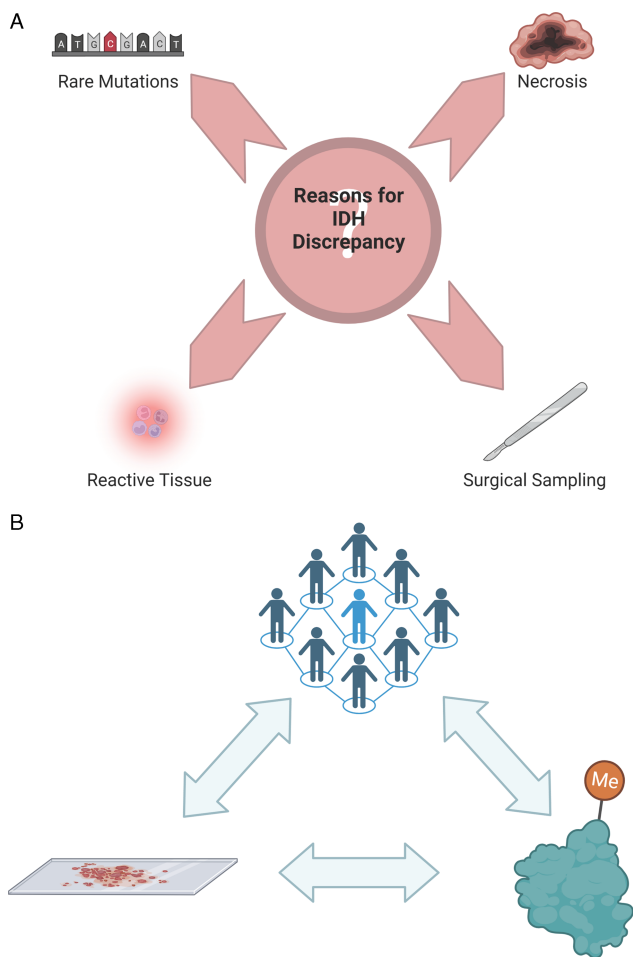 A
A T G C G A C T
Rare Mutations
Necrosis
?
Reasons for
IDH
Discrepancy
Reactive Tissue
Surgical Sampling
B
Me